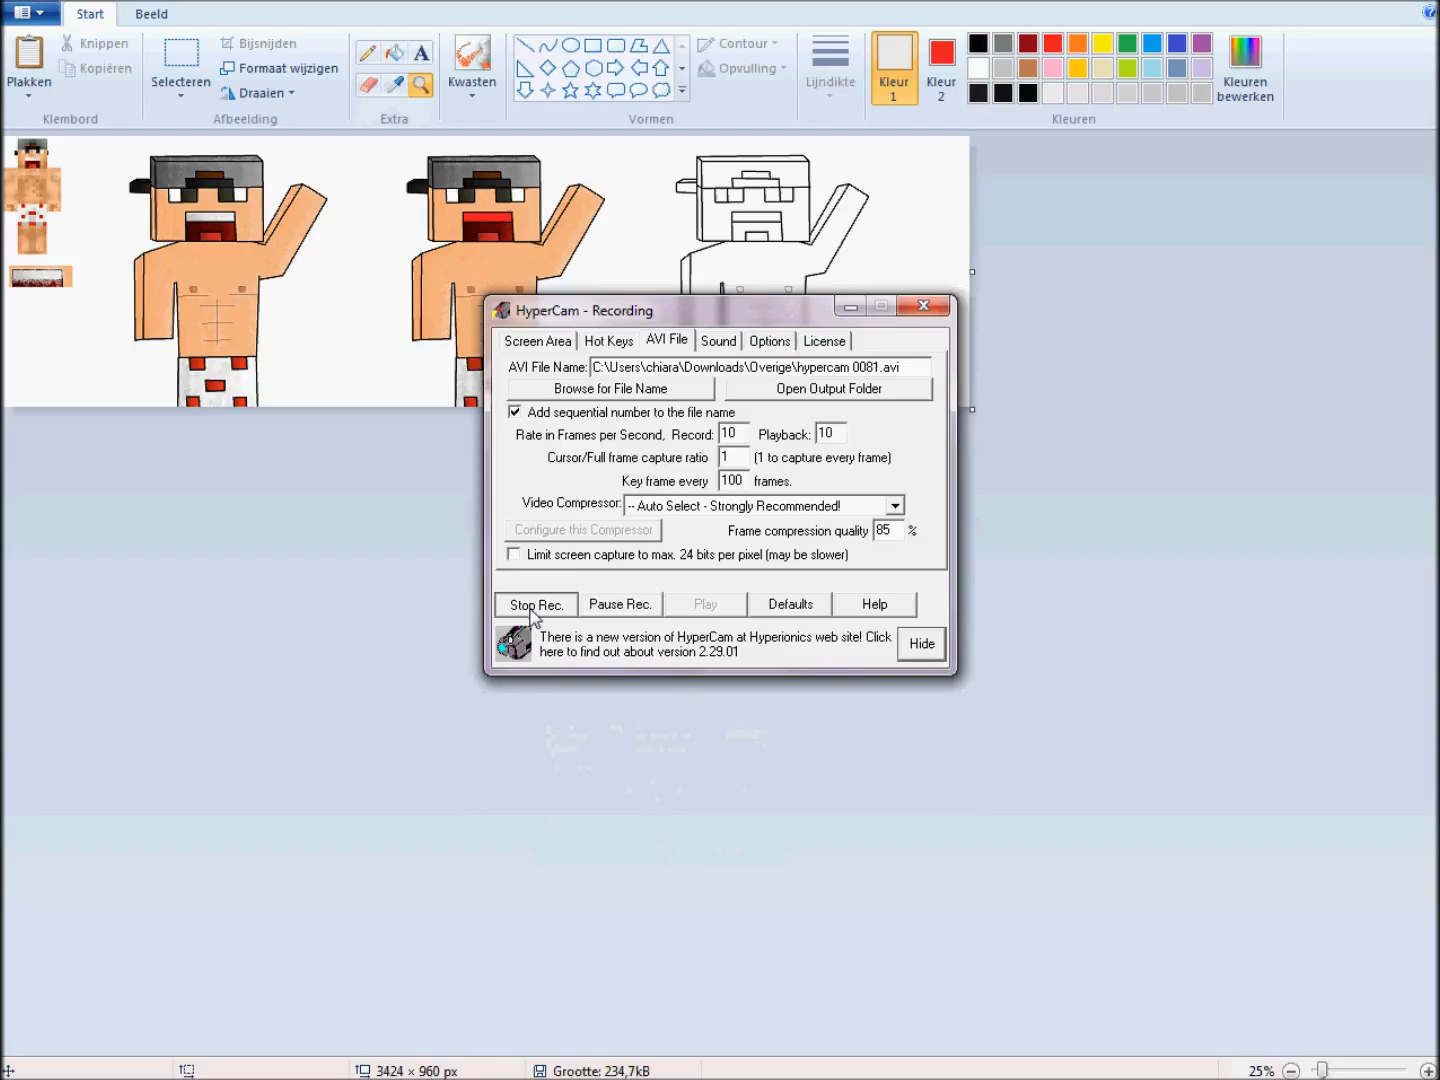 Start
Beeld
Plakken
Knippen
Kopiëren
Klembord
Selecteren
Bijsnijden
Formaat wijzigen
Draaien
Afbeelding
A
Extra
Kwasten
Contour
Opvulling
Vormen
Lijndikte
Kleur
1
Kleur
2
Kleuren
bewerken
Kleuren
HyperCam - Recording
Screen Area
Hot Keys
AVI File
Sound
Options
License
AVI File Name: C:\Users\chiara\Downloads\Overige\hypercam 0081.avi
Browse for File Name
Open Output Folder
Add sequential number to the file name
Rate in Frames per Second, Record: 10 Playback: 10
Cursor/Full frame capture ratio 1 (1 to capture every frame)
Key frame every 100 frames.
Video Compressor: -- Auto Select - Strongly Recommended!
Configure this Compressor
Frame compression quality 85 %
Limit screen capture to max. 24 bits per pixel (may be slower)
Stop Rec.
Pause Rec.
Play
Defaults
Help
There is a new version of HyperCam at Hyperionics web site! Click
here to find out about version 2.29.01
Hide
3424 × 960 px
Grootte: 234,7kB
25%